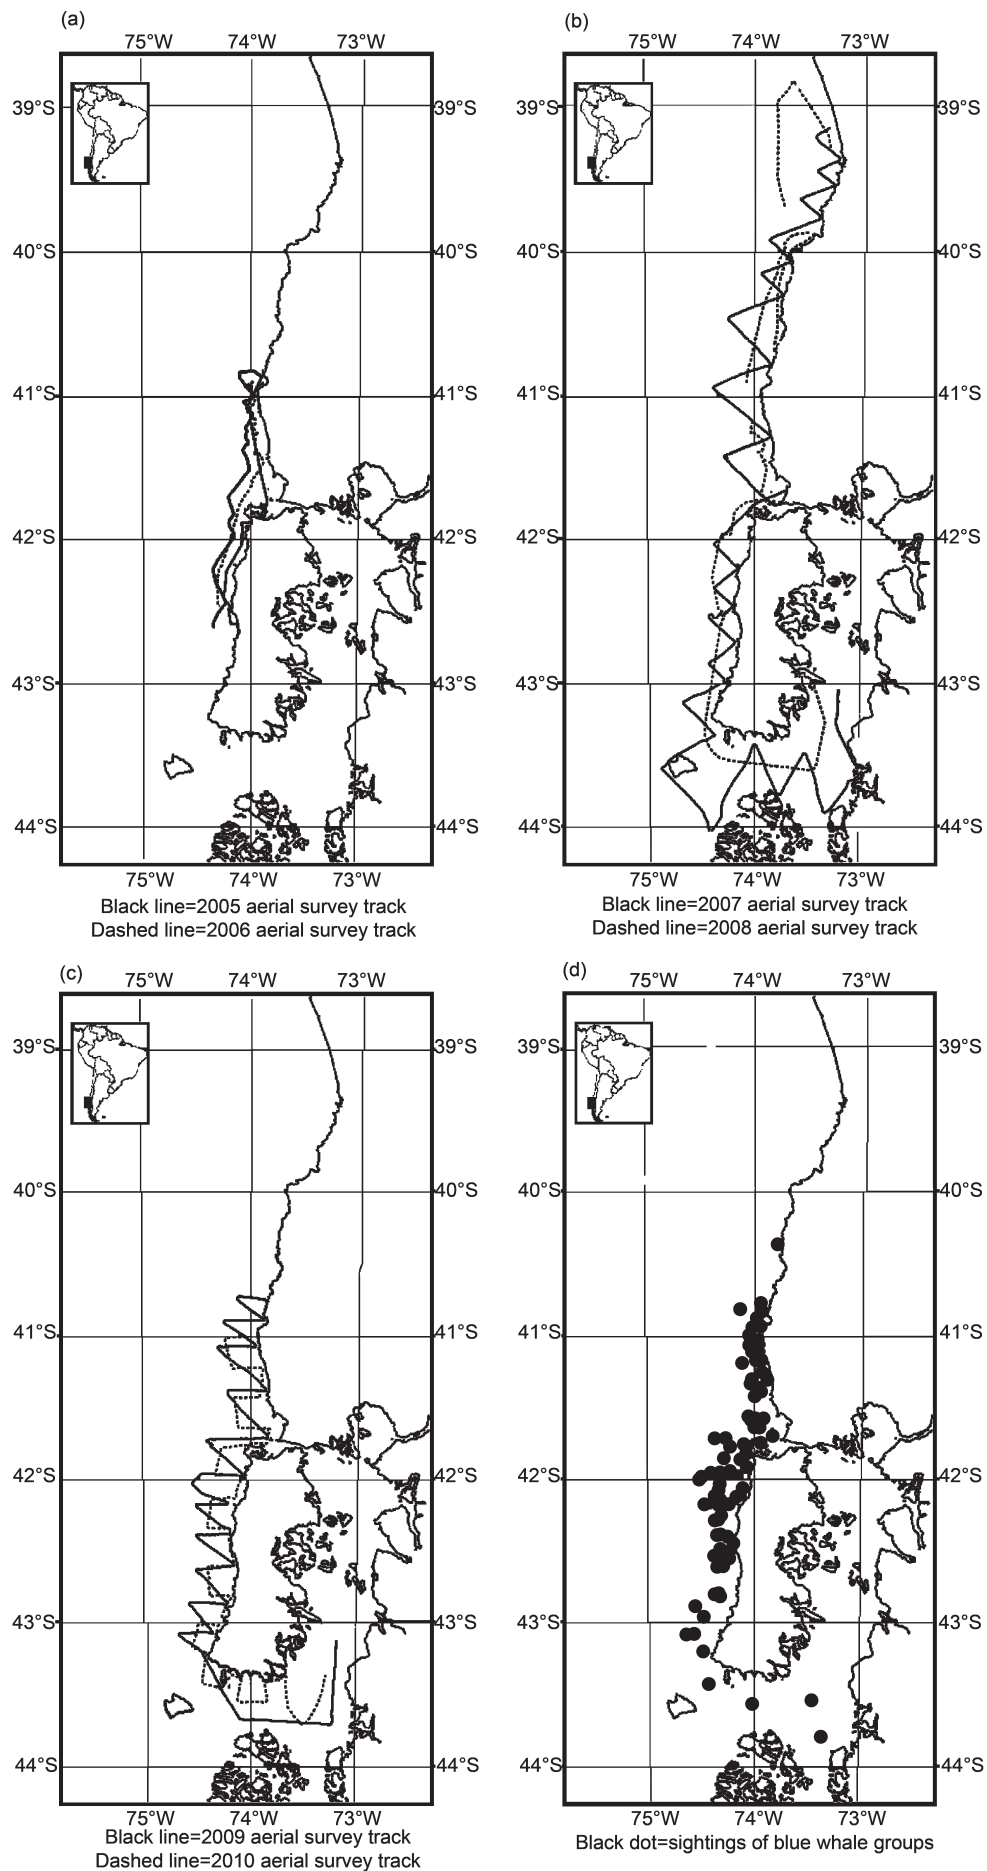 (a)
75°W 74°W 73°W
39°S 39°S
40°S 40°S
41°S 41°S
42°S 42°S
43°S 43°S
44°S 44°S
75°W 74°W 73°W
Black line=2005 aerial survey track
Dashed line=2006 aerial survey track
(b)
75°W 74°W 73°W
39°S 39°S
40°S 40°S
41°S 41°S
42°S 42°S
43°S 43°S
44°S 44°S
75°W 74°W 73°W
Black line=2007 aerial survey track
Dashed line=2008 aerial survey track
(c)
75°W 74°W 73°W
39°S 39°S
40°S 40°S
41°S 41°S
42°S 42°S
43°S 43°S
44°S 44°S
75°W 74°W 73°W
Black line=2009 aerial survey track
Dashed line=2010 aerial survey track
(d)
75°W 74°W 73°W
39°S 39°S
40°S 40°S
41°S 41°S
42°S 42°S
43°S 43°S
44°S 44°S
75°W 74°W 73°W
Black dot=sightings of blue whale groups